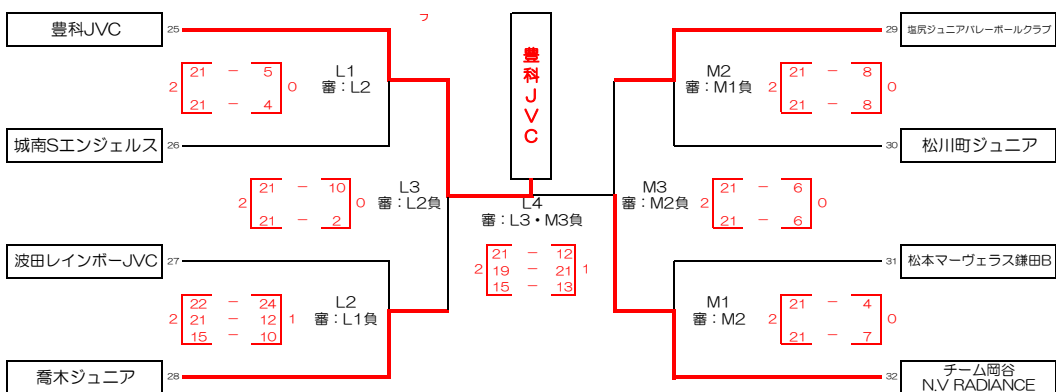 フ
豊科JVC 25
21 - 5
2 0
21 - 4
L1
審：L2
城南Sエンジェルス 26
21 - 10
2 0
21 - 2
L3
審：L2負
波田レインボーJVC 27
22 - 24
2 21 - 12 1
15 - 10
L2
審：L1負
喬木ジュニア 28
豊科JVC
L4
審：L3・M3負
21 - 12
2 19 - 21 1
15 - 13
29 塩尻ジュニアバレーボールクラブ
M2
審：M1負
21 - 8
2 0
21 - 8
30 松川町ジュニア
M3
審：M2負
21 - 6
2 0
21 - 6
31 松本マーヴェラス鎌田B
M1
審：M2
21 - 4
2 0
21 - 7
32 チーム岡谷
N.V RADIANCE